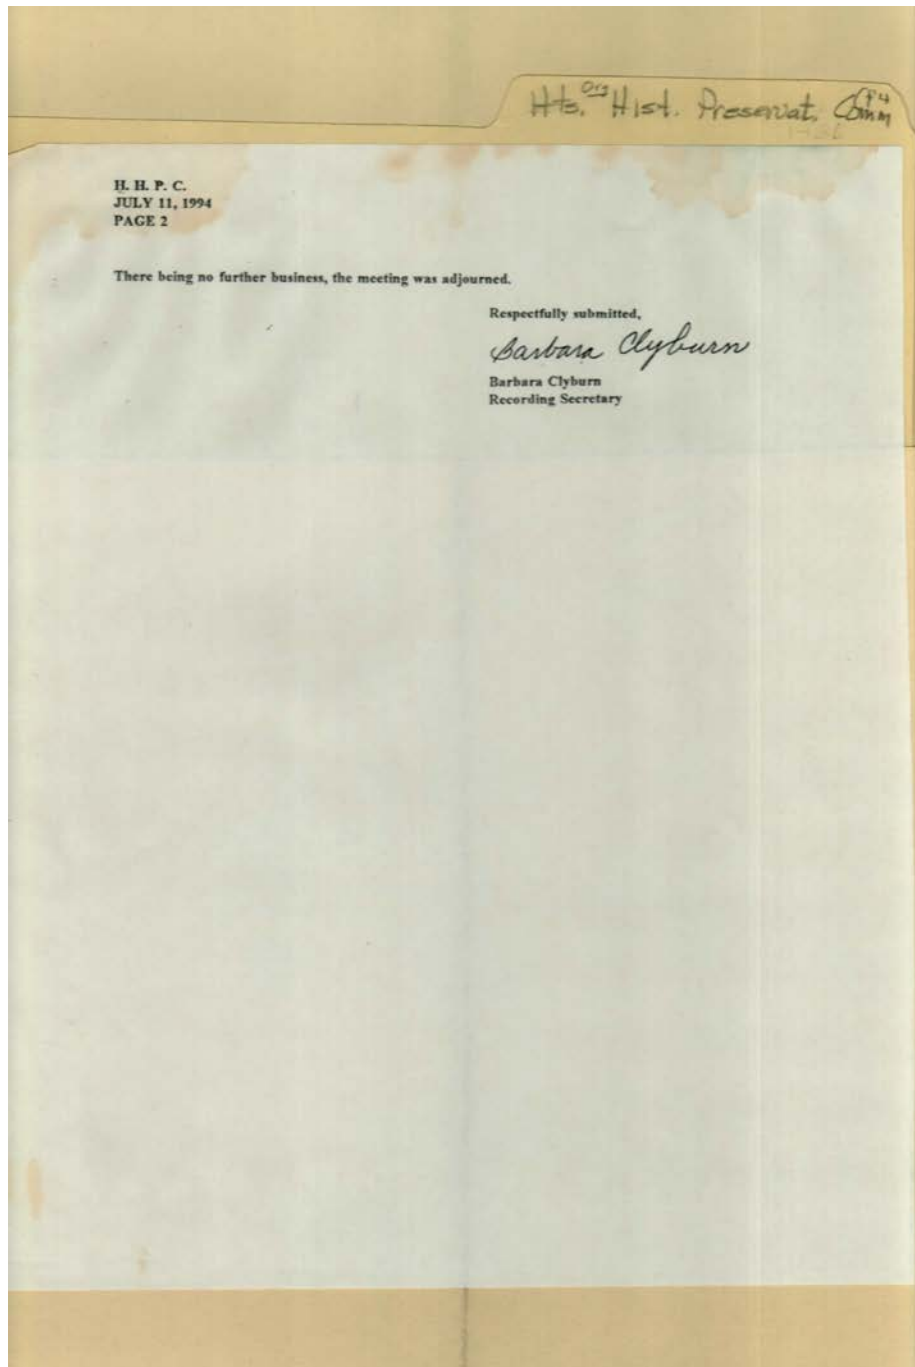 Hts. Org Hist. Preservat. Comm
H. H. P. C.
JULY 11, 1994
PAGE 2
There being no further business, the meeting was adjourned.
Respectfully submitted,
Barbara Clyburn
Barbara Clyburn
Recording Secretary